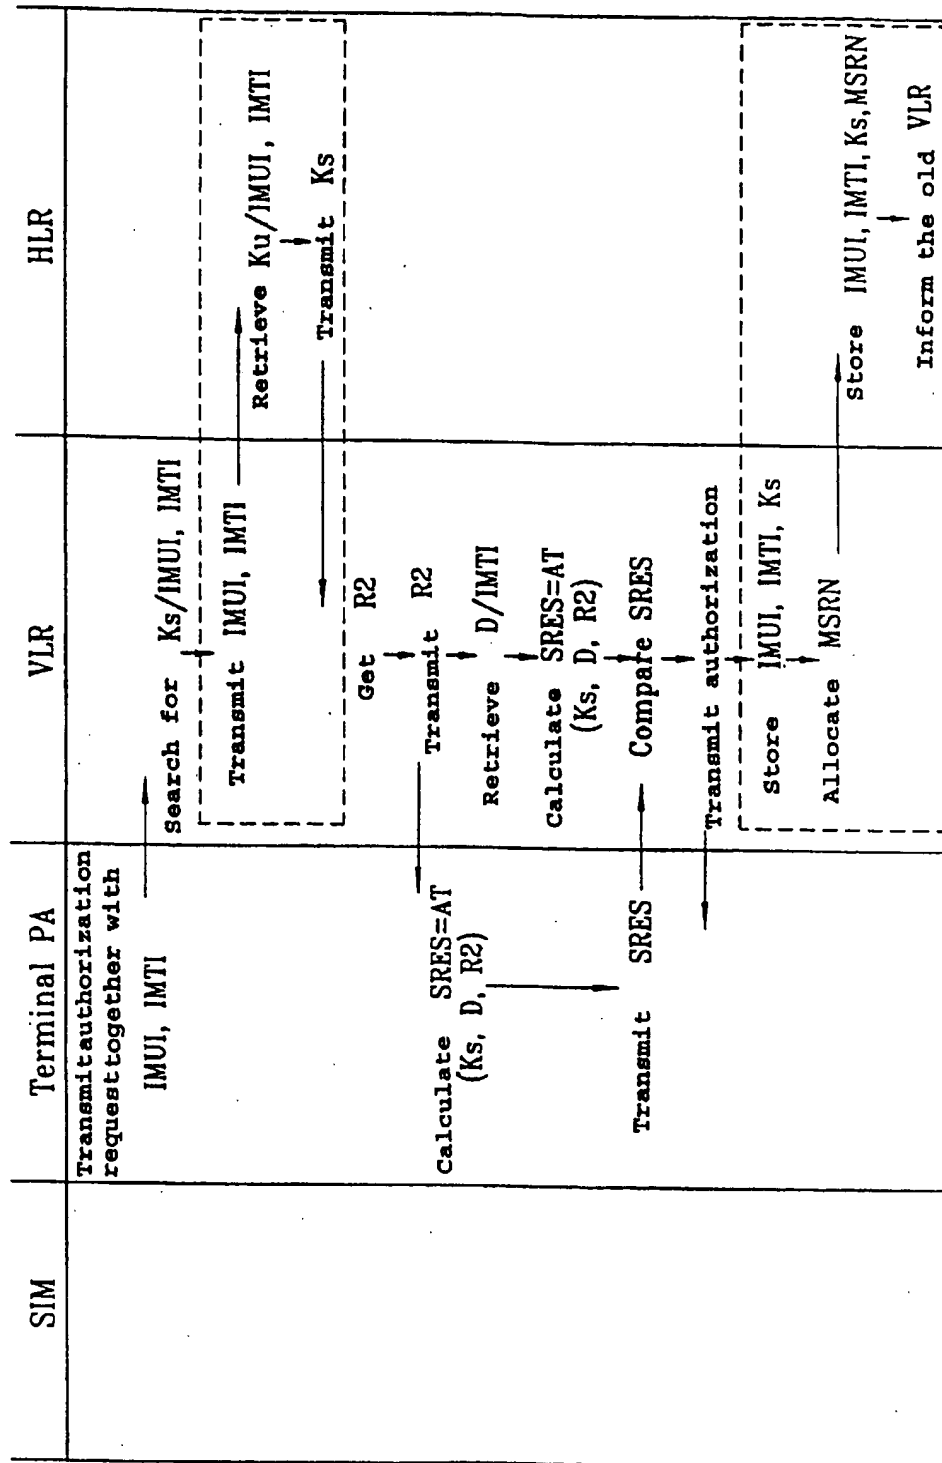 SIM
Terminal PA
VLR
HLR
Transmitauthorization
requesttogether with
IMUI, IMTI
Search for Ks/IMUI, IMTI
Transmit IMUI, IMTI
Retrieve Ku/IMUI, IMTI
Transmit Ks
Get R2
Transmit R2
Calculate SRES=AT
(Ks, D, R2)
Retrieve D/IMTI
Calculate SRES=AT
(Ks, D, R2)
Transmit SRES
Compare SRES
Transmit authorization
Store IMUI, IMTI, Ks
Allocate MSRN
Store IMUI, IMTI, Ks, MSRN
Inform the old VLR